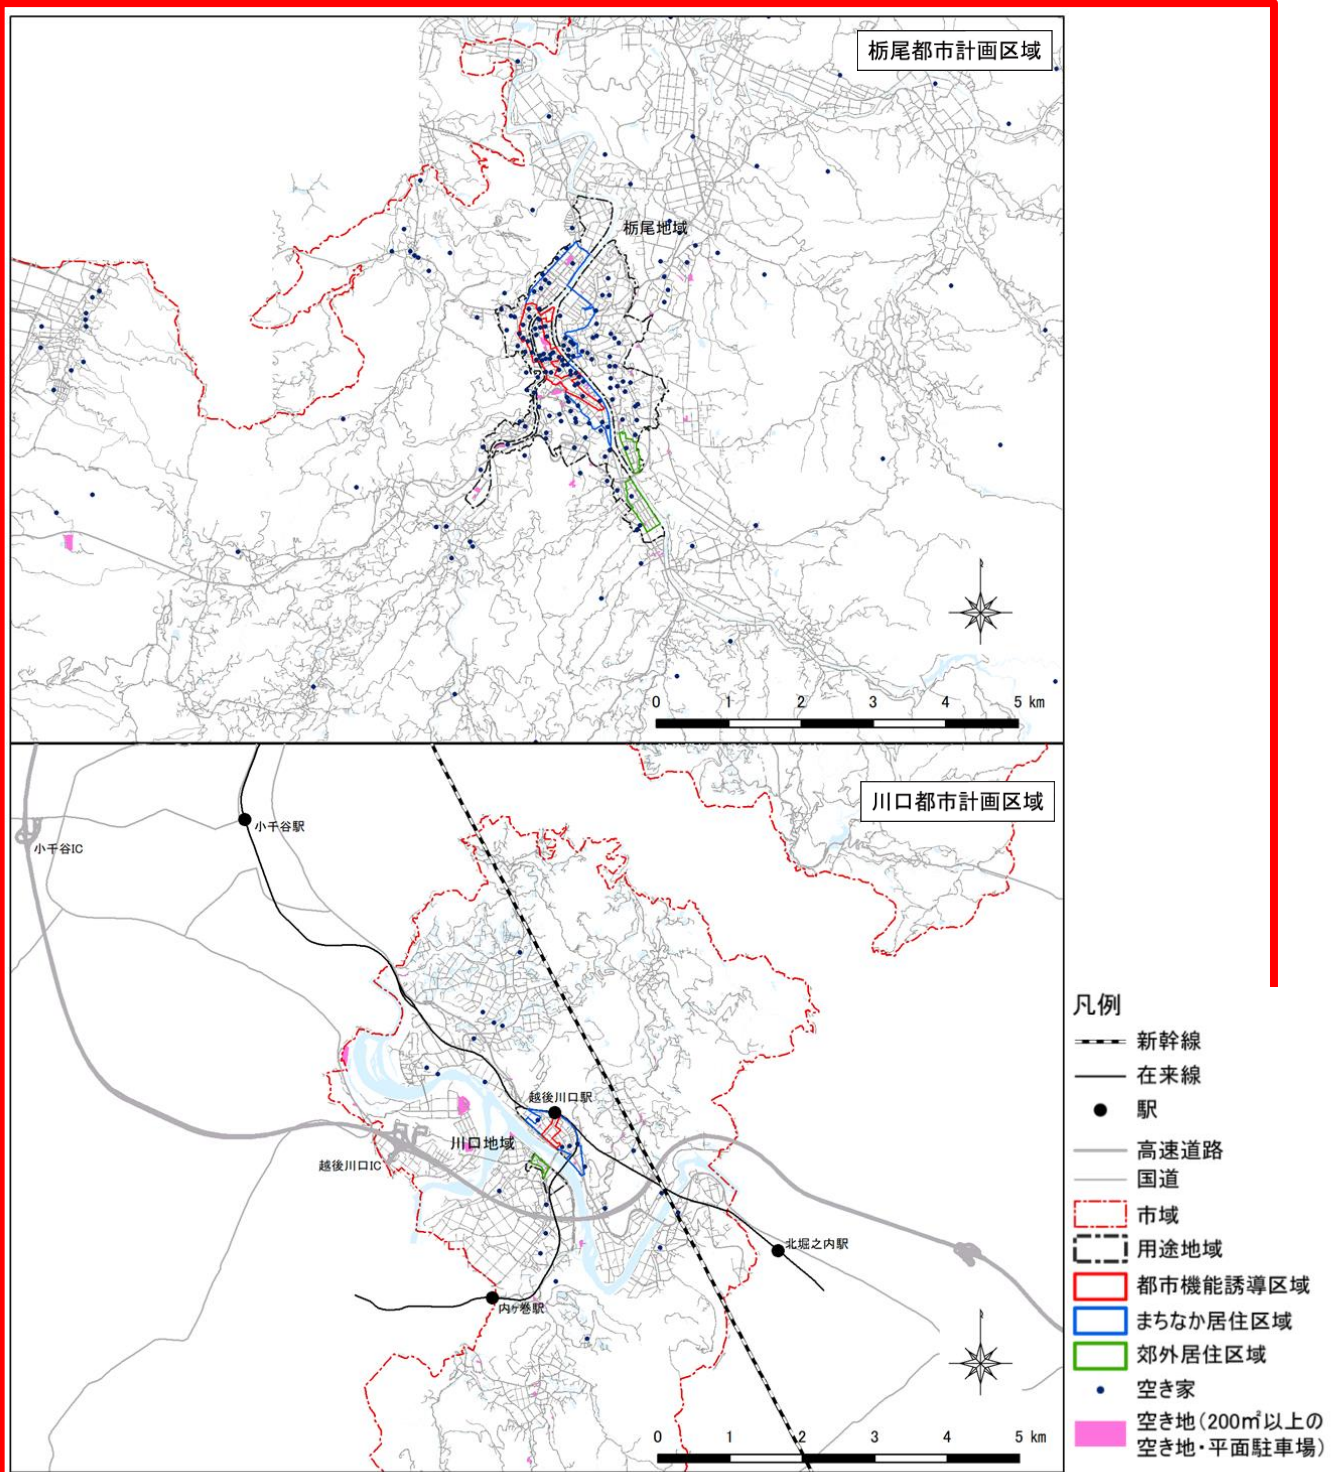 栃尾都市計画区域
栃尾地域
0 1 2 3 4 5 km
川口都市計画区域
小千谷駅
小千谷IC
越後川口駅
川口地域
越後川口IC
北堀之内駅
内ヶ巻駅
0 1 2 3 4 5 km
凡例
新幹線
在来線
駅
高速道路
国道
市域
用途地域
都市機能誘導区域
まちなか居住区域
郊外居住区域
空き家
空き地(200㎡以上の
空き地・平面駐車場)